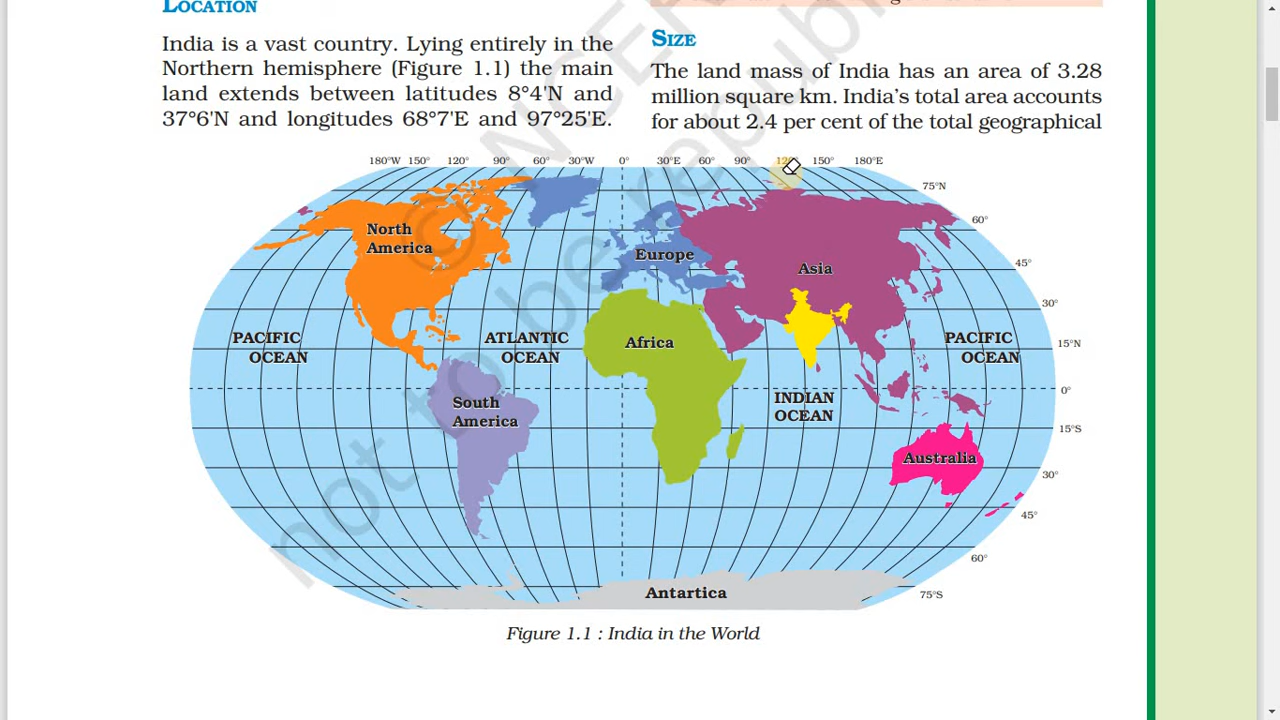 LOCATION
India is a vast country. Lying entirely in the
Northern hemisphere (Figure 1.1) the main
land extends between latitudes 8°4'N and
37°6'N and longitudes 68°7'E and 97°25'E.
SIZE
The land mass of India has an area of 3.28
million square km. India’s total area accounts
for about 2.4 per cent of the total geographical
180°W 150° 120° 90° 60° 30°W 0° 30°E 60° 90° 150° 180°E
75°N
60°
45°
30°
15°N
0°
15°S
30°
45°
60°
75°S
North
America
Europe
Asia
PACIFIC
OCEAN
ATLANTIC
OCEAN
Africa
PACIFIC
OCEAN
South
America
INDIAN
OCEAN
Australia
Antartica
Figure 1.1 : India in the World
© NCER
not to be republi